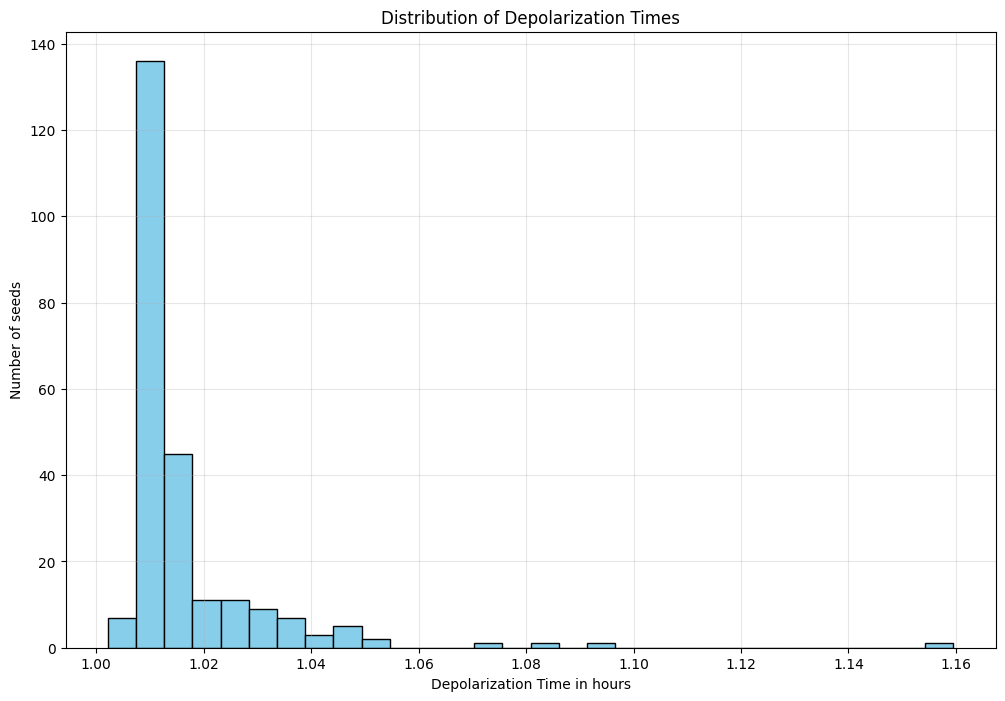 Distribution of Depolarization Times
140
120
100
80
60
40
20
0
Number of seeds
1.00 1.02 1.04 1.06 1.08 1.10 1.12 1.14 1.16
Depolarization Time in hours